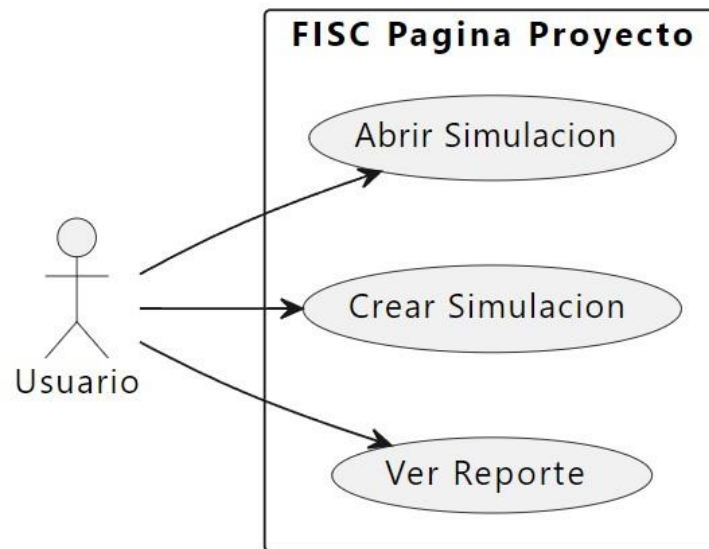 FISC Pagina Proyecto
Abrir Simulacion
Crear Simulacion
Usuario
Ver Reporte